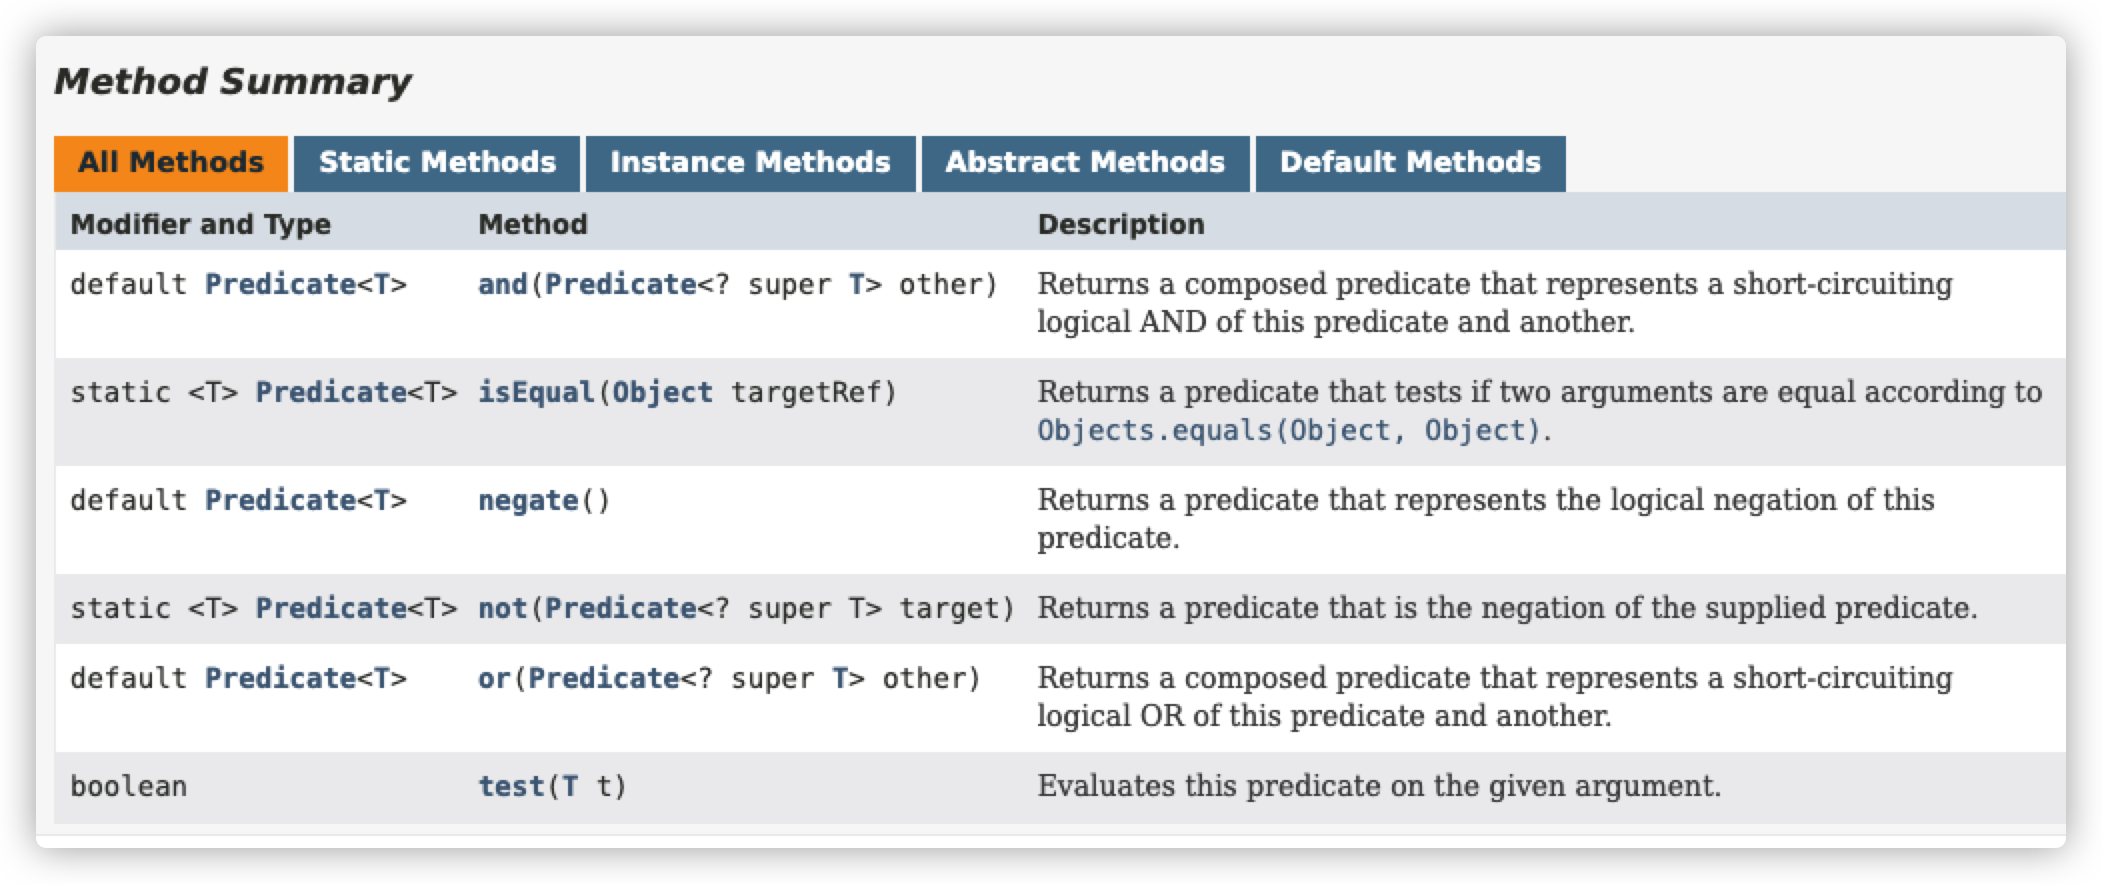 Method Summary
All Methods Static Methods Instance Methods Abstract Methods Default Methods
Modifier and Type Method Description
default Predicate<T> and(Predicate<? super T> other) Returns a composed predicate that represents a short-circuiting
logical AND of this predicate and another.
static <T> Predicate<T> isEqual(Object targetRef) Returns a predicate that tests if two arguments are equal according to
Objects.equals(Object, Object).
default Predicate<T> negate() Returns a predicate that represents the logical negation of this
predicate.
static <T> Predicate<T> not(Predicate<? super T> target) Returns a predicate that is the negation of the supplied predicate.
default Predicate<T> or(Predicate<? super T> other) Returns a composed predicate that represents a short-circuiting
logical OR of this predicate and another.
boolean test(T t) Evaluates this predicate on the given argument.